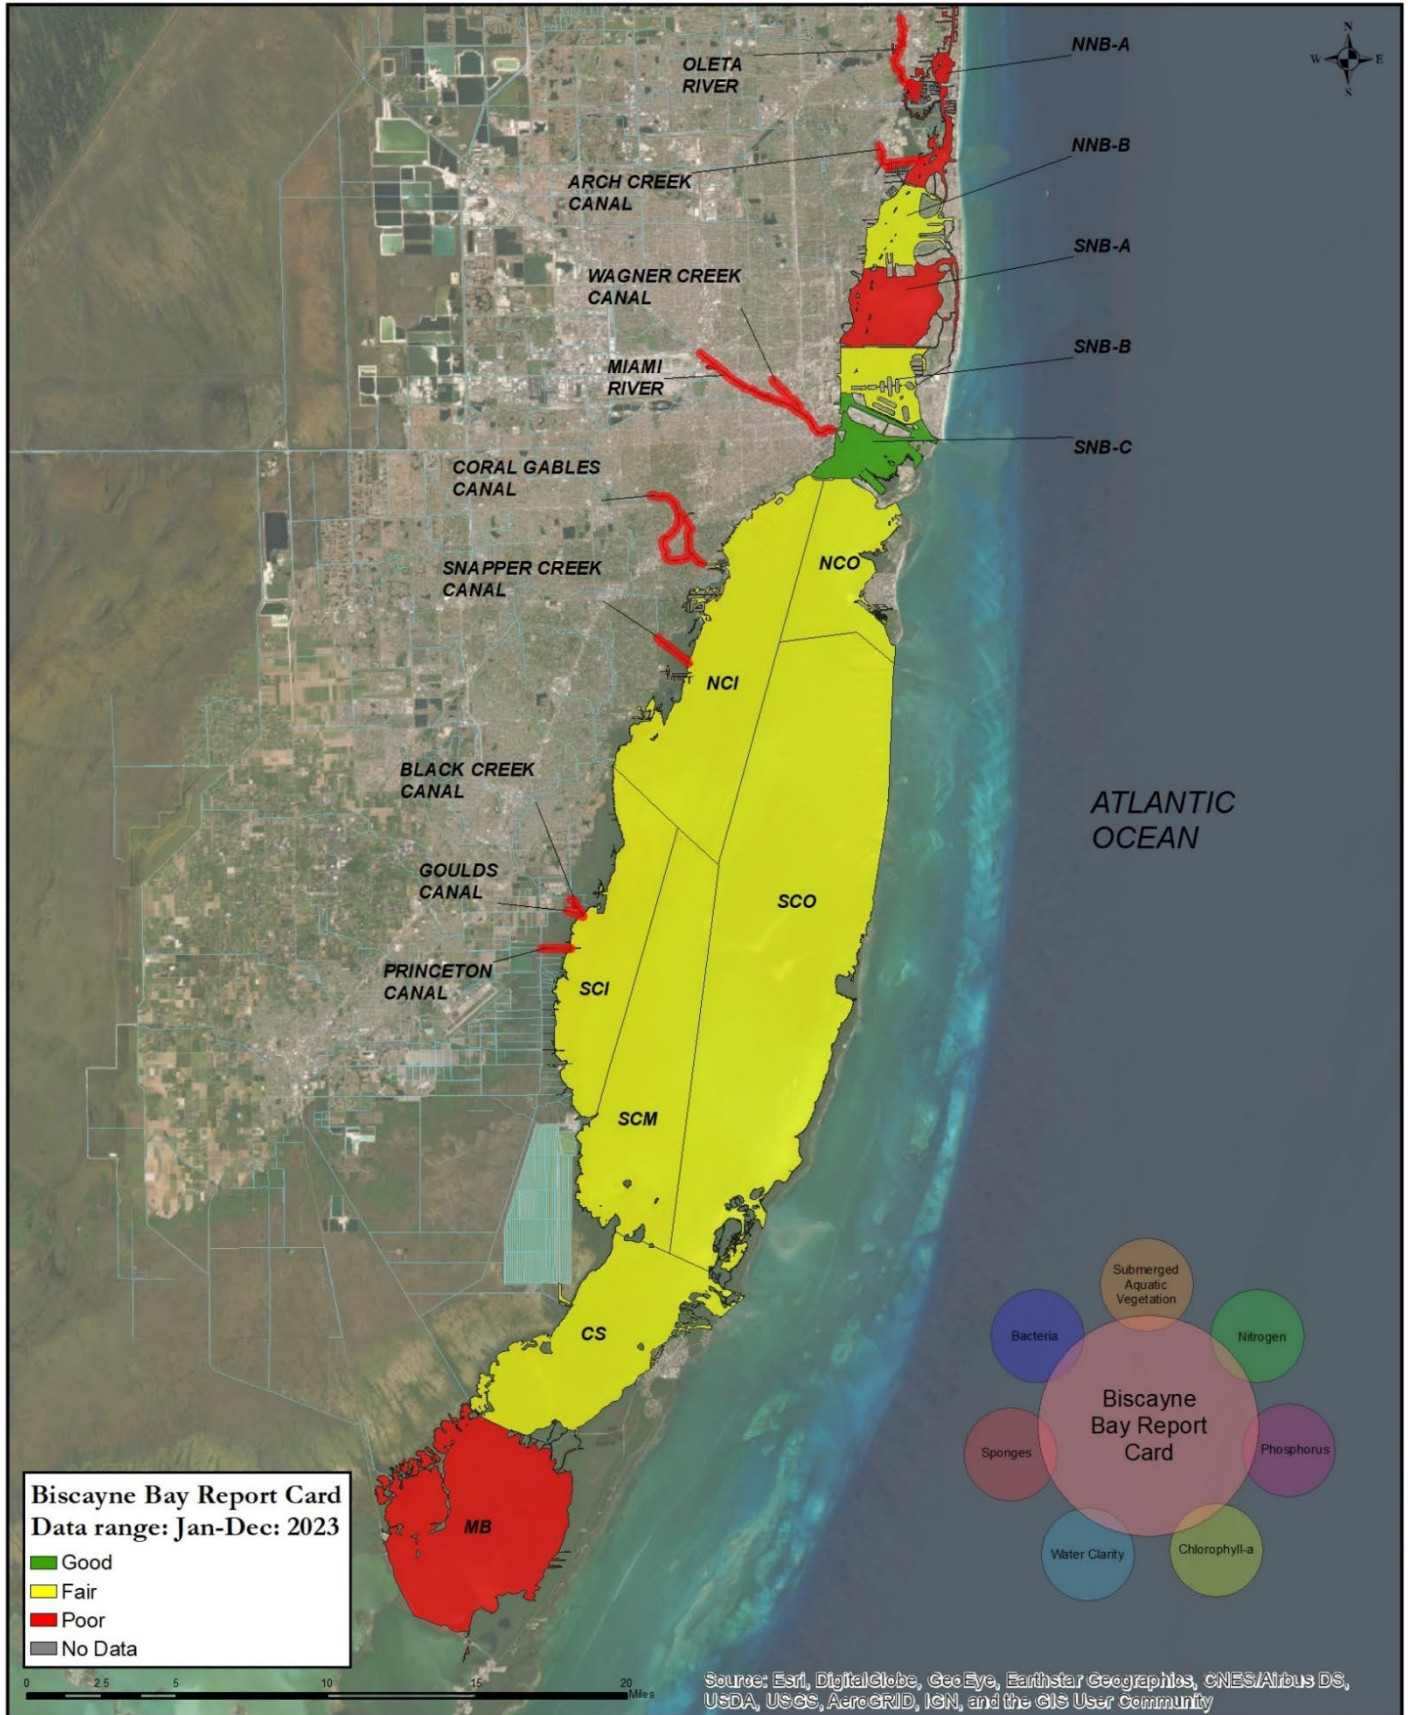 N
W E
S
OLETA
RIVER
NNB-A
NNB-B
ARCH CREEK
CANAL
SNB-A
WAGNER CREEK
CANAL
MIAMI
RIVER
SNB-B
SNB-C
CORAL GABLES
CANAL
SNAPPER CREEK
CANAL
NCO
NCI
BLACK CREEK
CANAL
ATLANTIC
OCEAN
GOULDS
CANAL
SCO
PRINCETON
CANAL
SCI
SCM
CS
MB
Submerged
Aquatic
Vegetation
Bacteria
Nitrogen
Biscayne
Bay Report
Card
Sponges
Phosphorus
Water Clarity
Chlorophyll-a
Biscayne Bay Report Card
Data range: Jan-Dec: 2023
Good
Fair
Poor
No Data
0 2.5 5 10 15 20
Miles
Source: Esri, DigitalGlobe, GeoEye, Earthstar Geographics, CNES/Airbus DS,
USDA, USGS, AeroGRID, IGN, and the GIS User Community